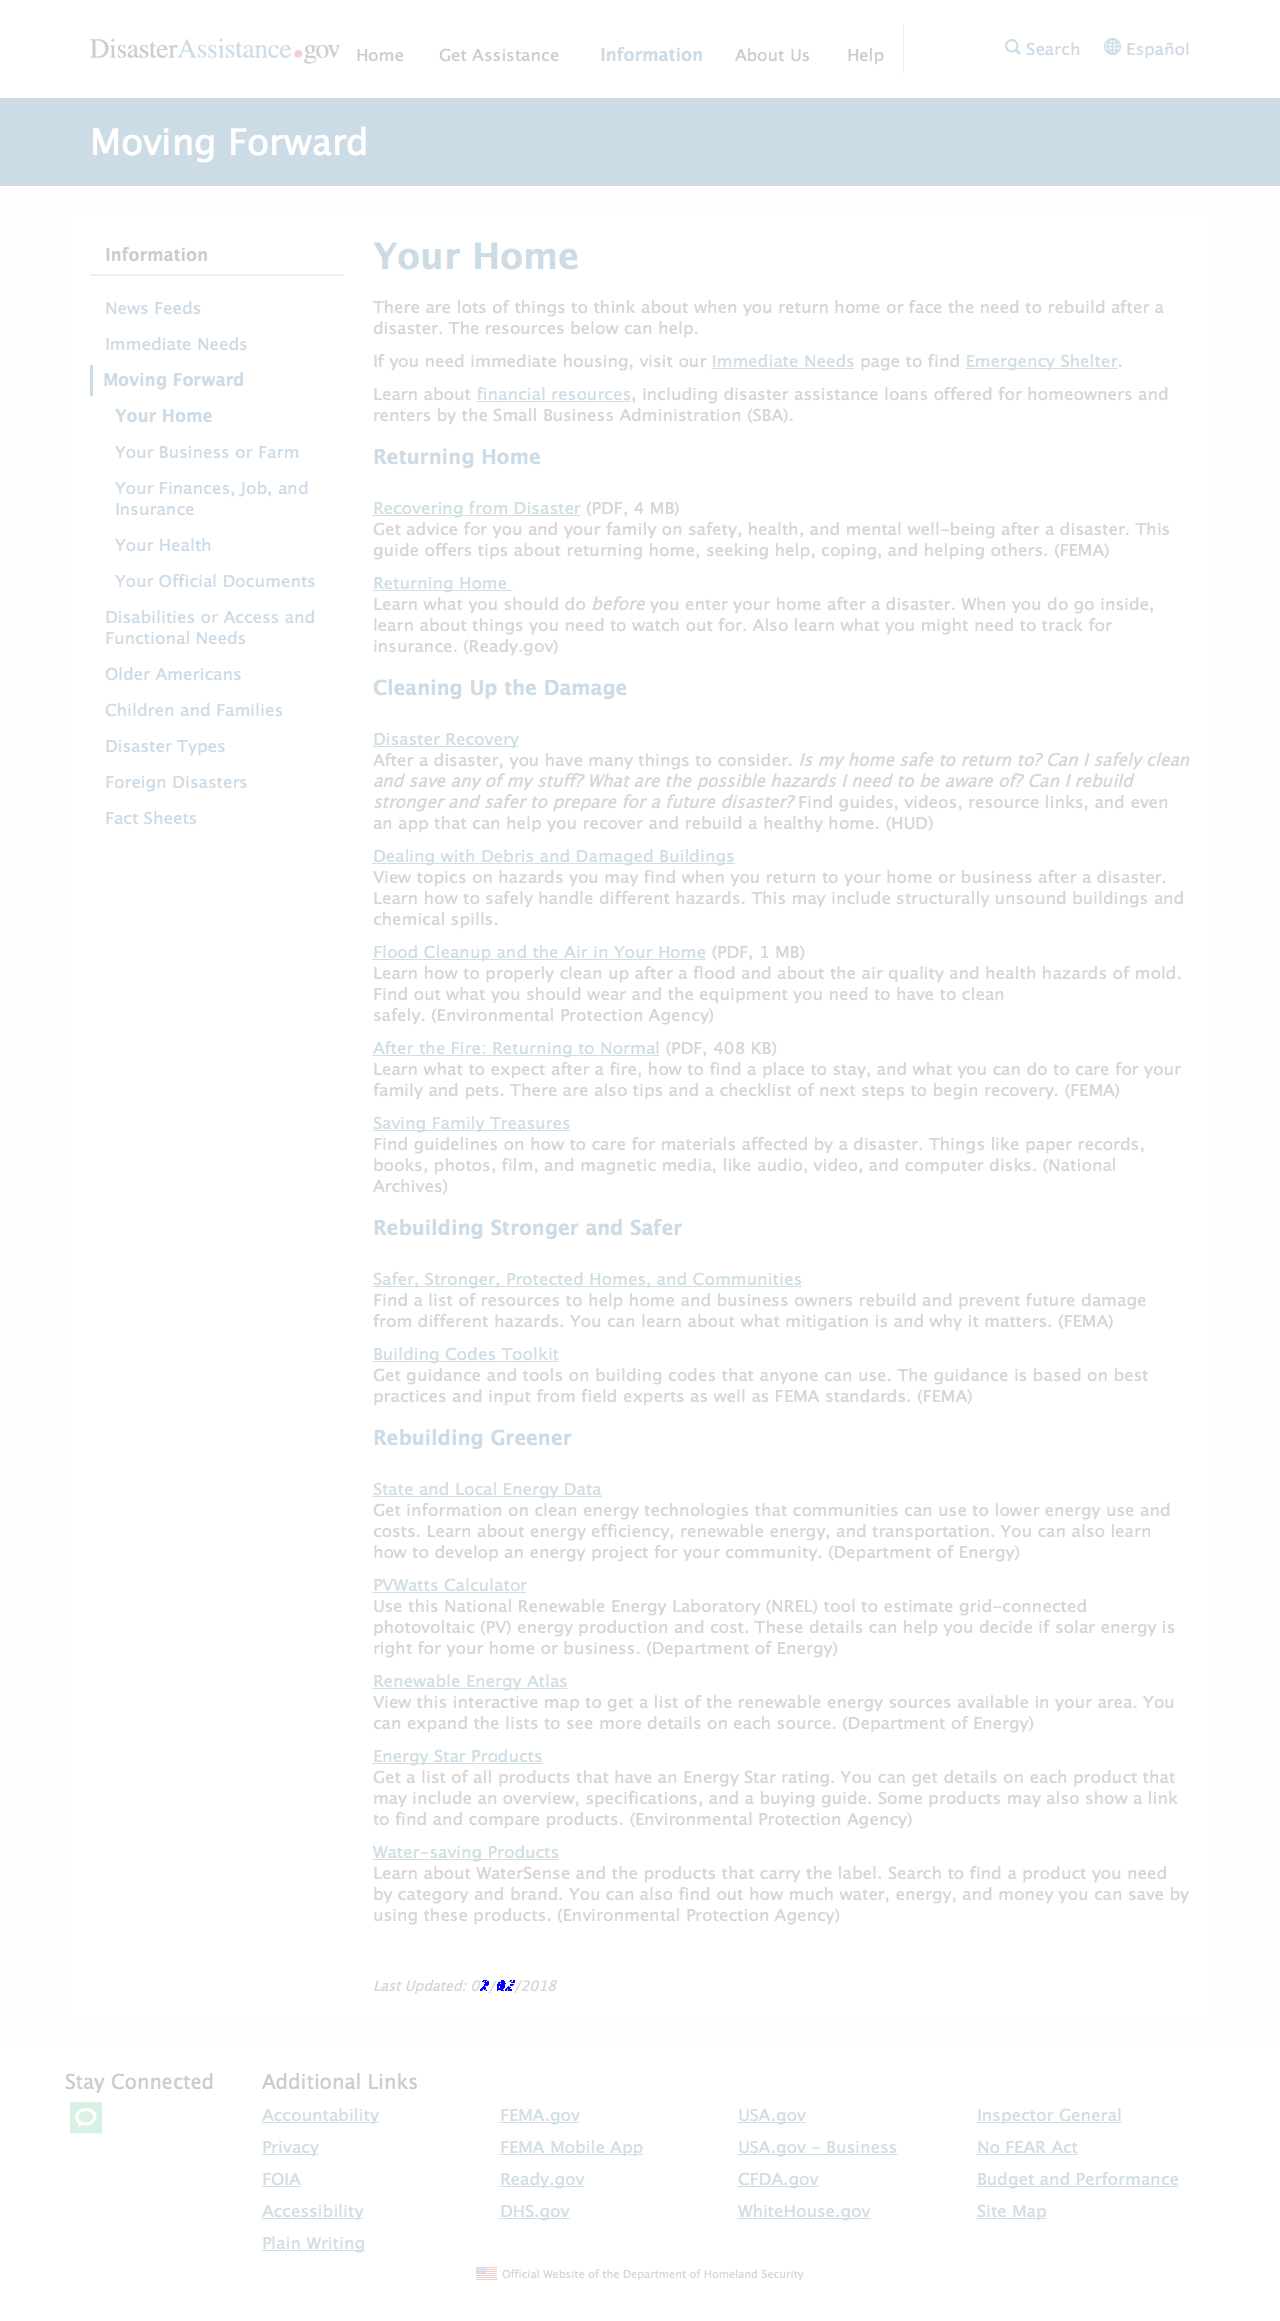 DisasterAssistance.gov Home Get Assistance Information About Us Help Search Español
Moving Forward
Information
News Feeds
Immediate Needs
Moving Forward
Your Home
Your Business or Farm
Your Finances, Job, and
Insurance
Your Health
Your Official Documents
Disabilities or Access and
Functional Needs
Older Americans
Children and Families
Disaster Types
Foreign Disasters
Fact Sheets
Your Home
There are lots of things to think about when you return home or face the need to rebuild after a
disaster. The resources below can help.
If you need immediate housing, visit our Immediate Needs page to find Emergency Shelter.
Learn about financial resources, including disaster assistance loans offered for homeowners and
renters by the Small Business Administration (SBA).
Returning Home
Recovering from Disaster (PDF, 4 MB)
Get advice for you and your family on safety, health, and mental well-being after a disaster. This
guide offers tips about returning home, seeking help, coping, and helping others. (FEMA)
Returning Home
Learn what you should do before you enter your home after a disaster. When you do go inside,
learn about things you need to watch out for. Also learn what you might need to track for
insurance. (Ready.gov)
Cleaning Up the Damage
Disaster Recovery
After a disaster, you have many things to consider. Is my home safe to return to? Can I safely clean
and save any of my stuff? What are the possible hazards I need to be aware of? Can I rebuild
stronger and safer to prepare for a future disaster? Find guides, videos, resource links, and even
an app that can help you recover and rebuild a healthy home. (HUD)
Dealing with Debris and Damaged Buildings
View topics on hazards you may find when you return to your home or business after a disaster.
Learn how to safely handle different hazards. This may include structurally unsound buildings and
chemical spills.
Flood Cleanup and the Air in Your Home (PDF, 1 MB)
Learn how to properly clean up after a flood and about the air quality and health hazards of mold.
Find out what you should wear and the equipment you need to have to clean
safely. (Environmental Protection Agency)
After the Fire: Returning to Normal (PDF, 408 KB)
Learn what to expect after a fire, how to find a place to stay, and what you can do to care for your
family and pets. There are also tips and a checklist of next steps to begin recovery. (FEMA)
Saving Family Treasures
Find guidelines on how to care for materials affected by a disaster. Things like paper records,
books, photos, film, and magnetic media, like audio, video, and computer disks. (National
Archives)
Rebuilding Stronger and Safer
Safer, Stronger, Protected Homes, and Communities
Find a list of resources to help home and business owners rebuild and prevent future damage
from different hazards. You can learn about what mitigation is and why it matters. (FEMA)
Building Codes Toolkit
Get guidance and tools on building codes that anyone can use. The guidance is based on best
practices and input from field experts as well as FEMA standards. (FEMA)
Rebuilding Greener
State and Local Energy Data
Get information on clean energy technologies that communities can use to lower energy use and
costs. Learn about energy efficiency, renewable energy, and transportation. You can also learn
how to develop an energy project for your community. (Department of Energy)
PVWatts Calculator
Use this National Renewable Energy Laboratory (NREL) tool to estimate grid-connected
photovoltaic (PV) energy production and cost. These details can help you decide if solar energy is
right for your home or business. (Department of Energy)
Renewable Energy Atlas
View this interactive map to get a list of the renewable energy sources available in your area. You
can expand the lists to see more details on each source. (Department of Energy)
Energy Star Products
Get a list of all products that have an Energy Star rating. You can get details on each product that
may include an overview, specifications, and a buying guide. Some products may also show a link
to find and compare products. (Environmental Protection Agency)
Water-saving Products
Learn about WaterSense and the products that carry the label. Search to find a product you need
by category and brand. You can also find out how much water, energy, and money you can save by
using these products. (Environmental Protection Agency)
Last Updated:
Stay Connected
Additional Links
Accountability FEMA.gov USA.gov Inspector General
Privacy FEMA Mobile App USA.gov - Business No FEAR Act
FOIA Ready.gov CFDA.gov Budget and Performance
Accessibility DHS.gov WhiteHouse.gov Site Map
Plain Writing
Official Website of the Department of Homeland Security